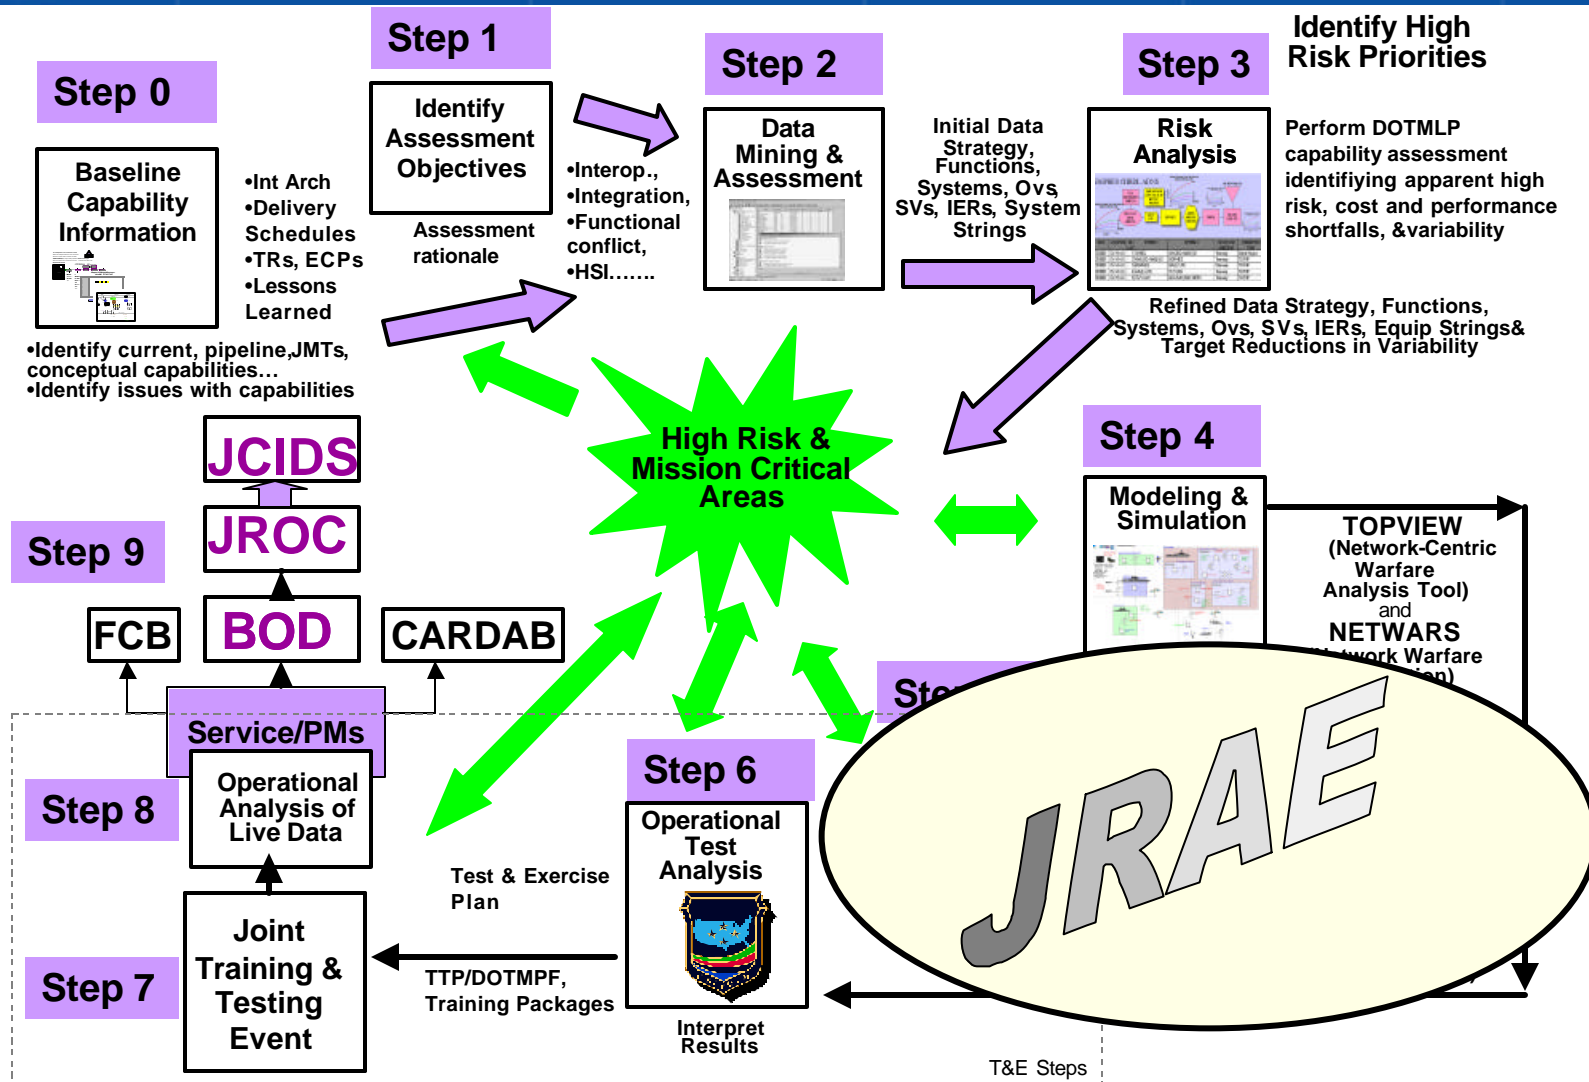 Step 0
Baseline
Capability
Information
•Int Arch
•Delivery
Schedules
•TRs, ECPs
•Lessons
Learned
•Identify current, pipeline,JMTs,
conceptual capabilities…
•Identify issues with capabilities
Step 1
Identify
Assessment
Objectives
Assessment
rationale
•Interop.,
•Integration,
•Functional
conflict,
•HSI…….
Step 2
Data
Mining &
Assessment
Initial Data
Strategy,
Functions,
Systems, Ovs,
SVs, IERs, System
Strings
Step 3
Risk
Analysis
Identify High
Risk Priorities
Perform DOTMLP
capability assessment
identifiying apparent high
risk, cost and performance
shortfalls, &variability
Refined Data Strategy, Functions,
Systems, Ovs, SVs, IERs, Equip Strings&
Target Reductions in Variability
High Risk &
Mission Critical
Areas
Step 4
Modeling &
Simulation
TOPVIEW
(Network-Centric
Warfare
Analysis Tool)
and
NETWARS
Warfare
JRAE
Step 6
Operational
Test
Analysis
Interpret
Results
Test & Exercise
Plan
TTP/DOTMPF,
Training Packages
Step 7
Joint
Training &
Testing
Event
Step 8
Operational
Analysis of
Live Data
Service/PMs
Step 9
FCB
BOD
CARDAB
JROC
JCIDS
T&E Steps